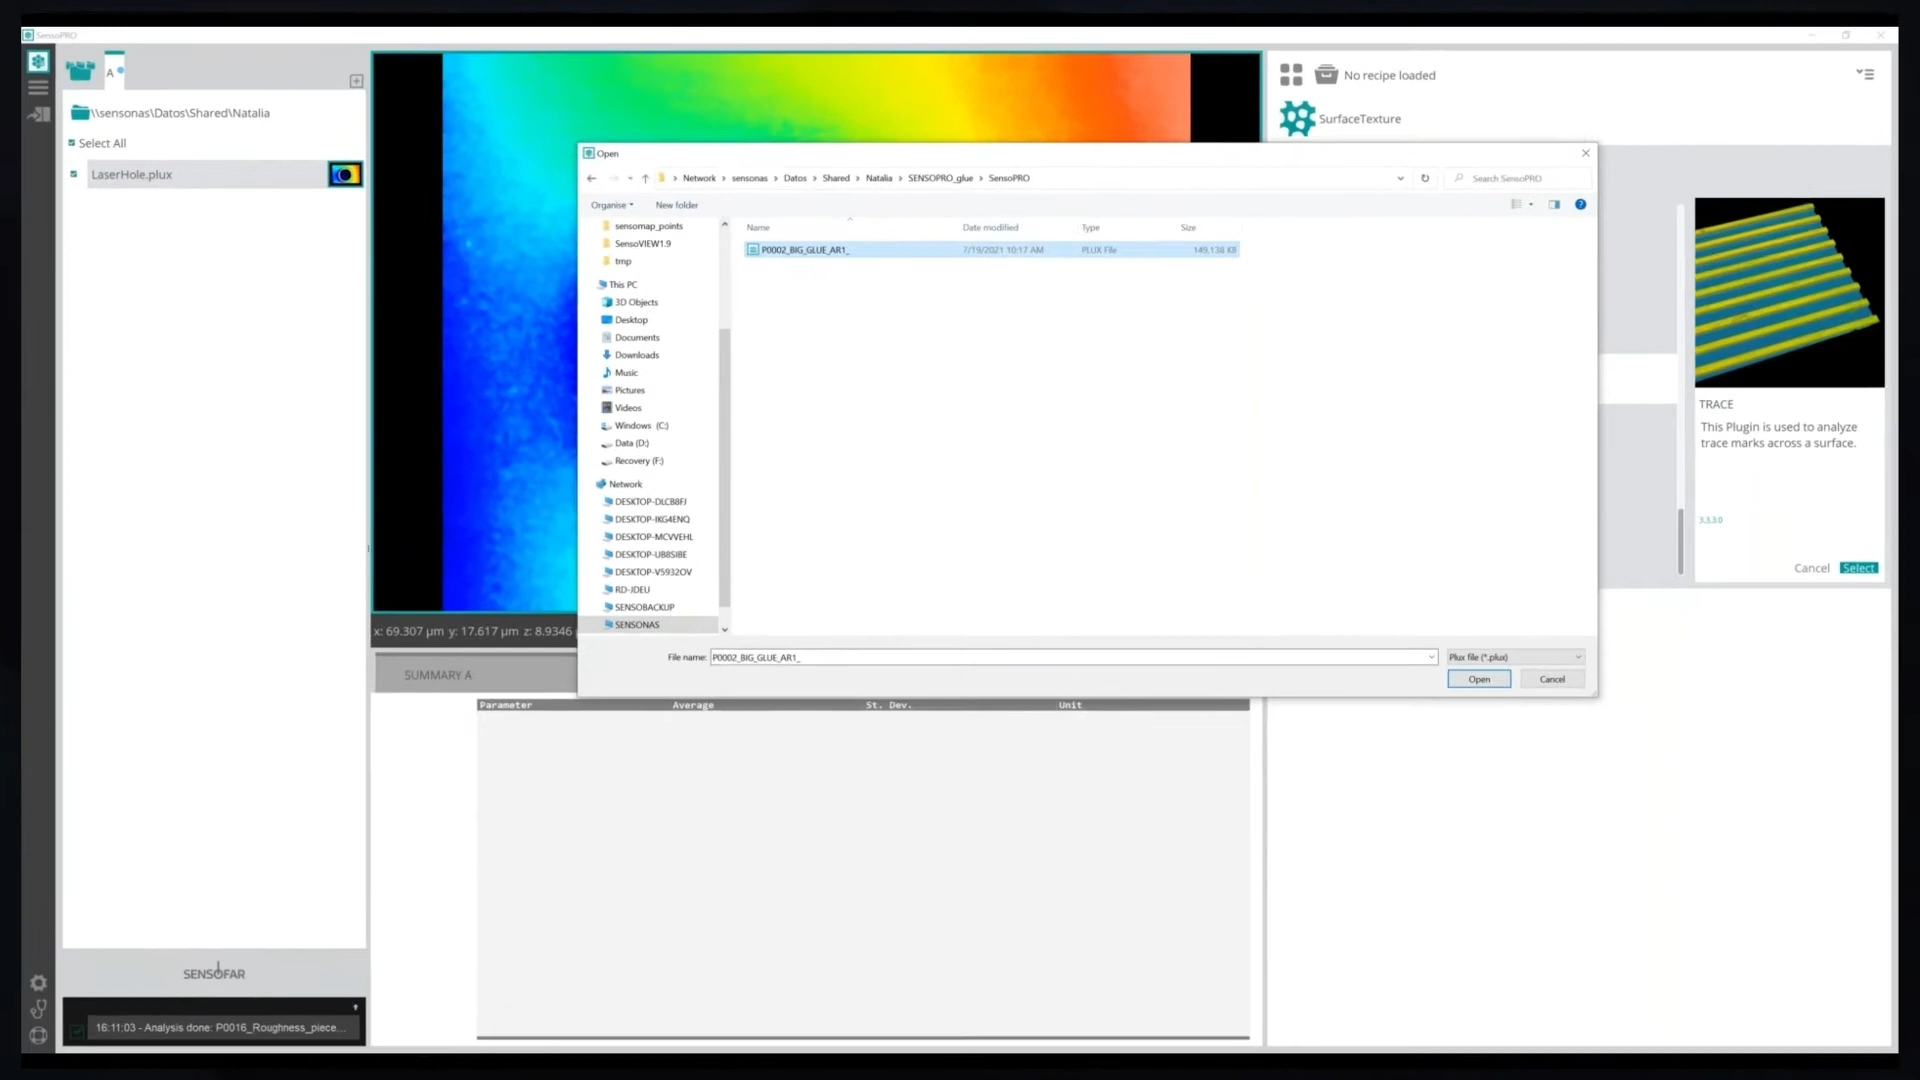 SensoPRO
A
\\sensonas\Datos\Shared\Natalia
Select All
LaserHole.plux
SENSOFAR
16:11:03 - Analysis done: P0016_Roughness_piece...
x: 69.307 µm y: 17.617 µm z: 8.9346
SUMMARY A
Parameter Average St. Dev. Unit
Open
Network > sensonas > Datos > Shared > Natalia > SENSOPRO_glue > SensoPRO
Search SensoPRO
Organise New folder
sensomap_points
SensoVIEW1.9
tmp
This PC
3D Objects
Desktop
Documents
Downloads
Music
Pictures
Videos
Windows (C:)
Data (D:)
Recovery (F:)
Network
DESKTOP-DLCB8FJ
DESKTOP-IKG4ENQ
DESKTOP-MCVVEHL
DESKTOP-UB8SIBE
DESKTOP-V5932OV
RD-JDEU
SENSOBACKUP
SENSONAS
Name Date modified Type Size
P0002_BIG_GLUE_AR1_ 7/19/2021 10:17 AM PLUX File 149,138 KB
File name: P0002_BIG_GLUE_AR1_ Plux file (*.plux)
Open Cancel
No recipe loaded
SurfaceTexture
TRACE
This Plugin is used to analyze
trace marks across a surface.
3.3.3.0
Cancel Select